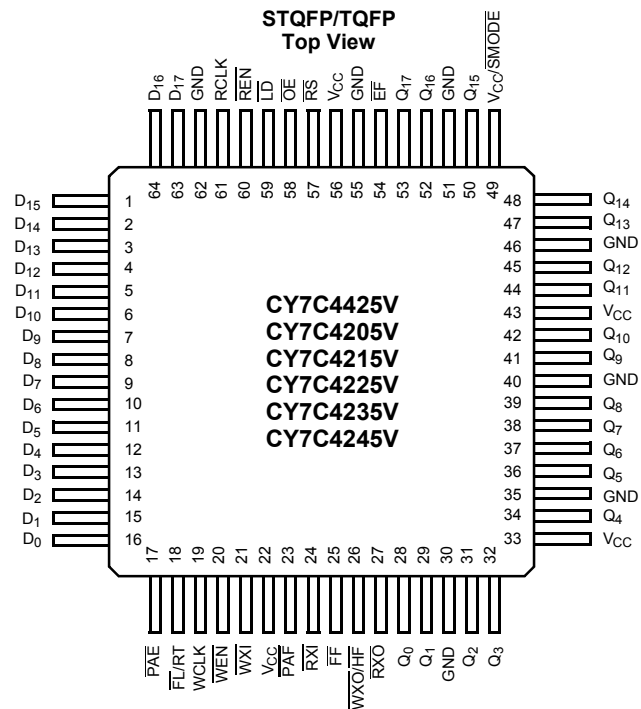 STQFP/TQFP
Top View
D16 D17 GND RCLK REN LD OE RS VCC GND EF Q17 Q16 GND Q15 VCC/SMODE
64 63 62 61 60 59 58 57 56 55 54 53 52 51 50 49
D15 1 48 Q14
D14 2 47 Q13
D13 3 46 GND
D12 4 45 Q12
D11 5 44 Q11
D10 6 43 VCC
D9 7 42 Q10
D8 8 41 Q9
D7 9 40 GND
D6 10 39 Q8
D5 11 38 Q7
D4 12 37 Q6
D3 13 36 Q5
D2 14 35 GND
D1 15 34 Q4
D0 16 33 VCC
CY7C4425V
CY7C4205V
CY7C4215V
CY7C4225V
CY7C4235V
CY7C4245V
17 18 19 20 21 22 23 24 25 26 27 28 29 30 31 32
PAE FL/RT WCLK WEN WXI VCC PAF RXI FF WXO/HF RXO Q0 Q1 GND Q2 Q3